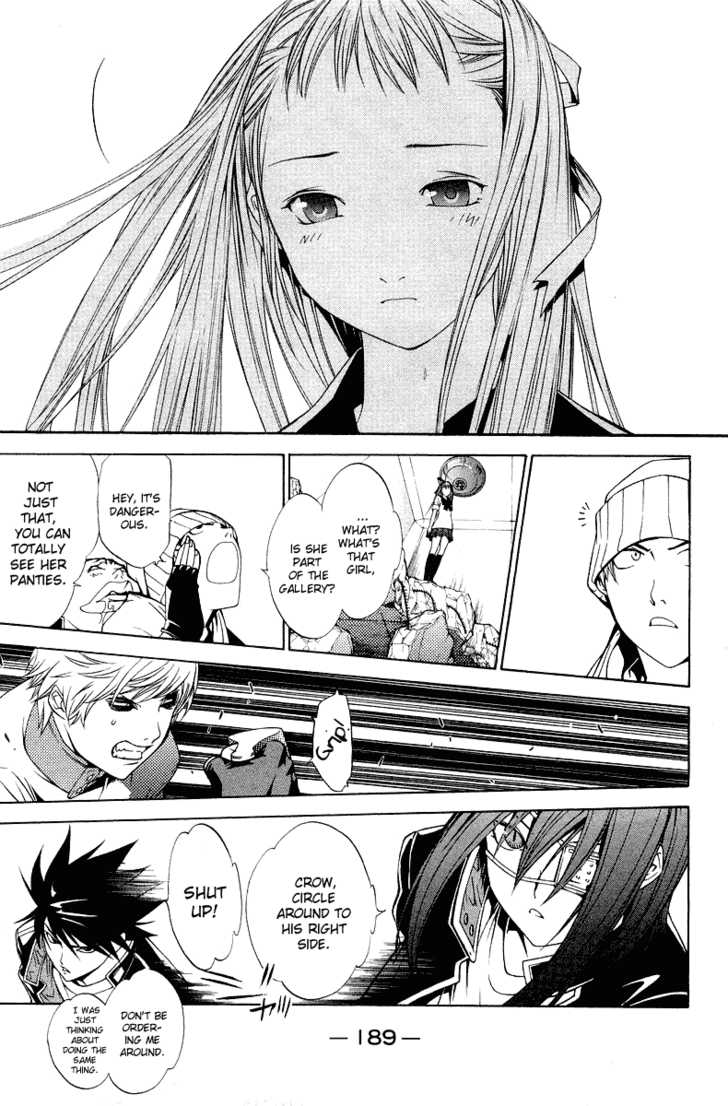 ...
WHAT?
WHAT'S
THAT
GIRL,
IS SHE
PART
OF THE
GALLERY?
HEY, IT'S
DANGER-
OUS.
NOT
JUST
THAT,
YOU CAN
TOTALLY
SEE HER
PANTIES.
CROW,
CIRCLE
AROUND TO
HIS RIGHT
SIDE.
SHUT
UP!
DON'T BE
ORDER-
ING ME
AROUND.
I WAS
JUST
THINKING
ABOUT
DOING THE
SAME
THING.
— 189 —